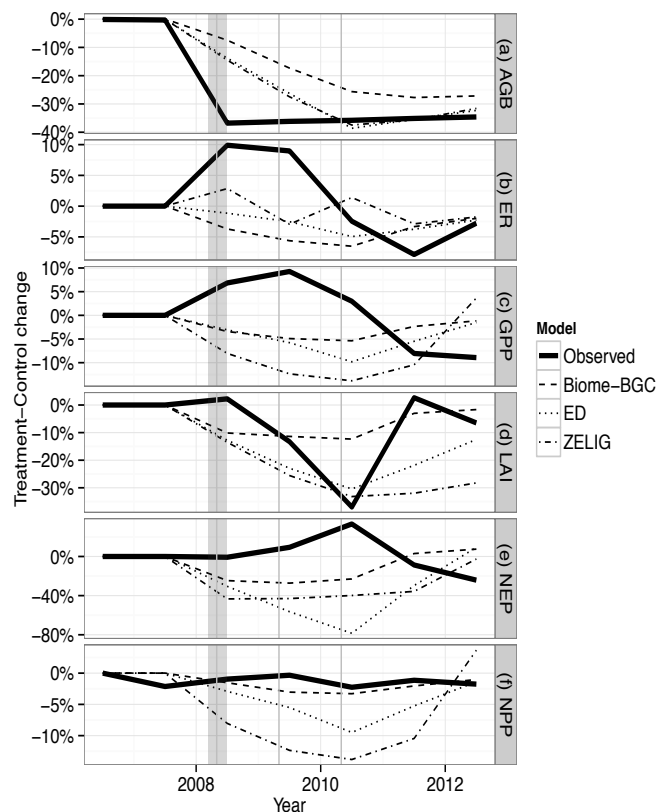 0%
−10%
−20%
−30%
−40%
(a) AGB
10%
5%
0%
−5%
(b) ER
10%
5%
0%
−5%
−10%
(c) GPP
0%
−10%
−20%
−30%
(d) LAI
0%
−40%
−80%
(e) NEP
0%
−5%
−10%
(f) NPP
Treatment−Control change
2008 2010 2012
Year
Model
Observed
Biome−BGC
ED
ZELIG